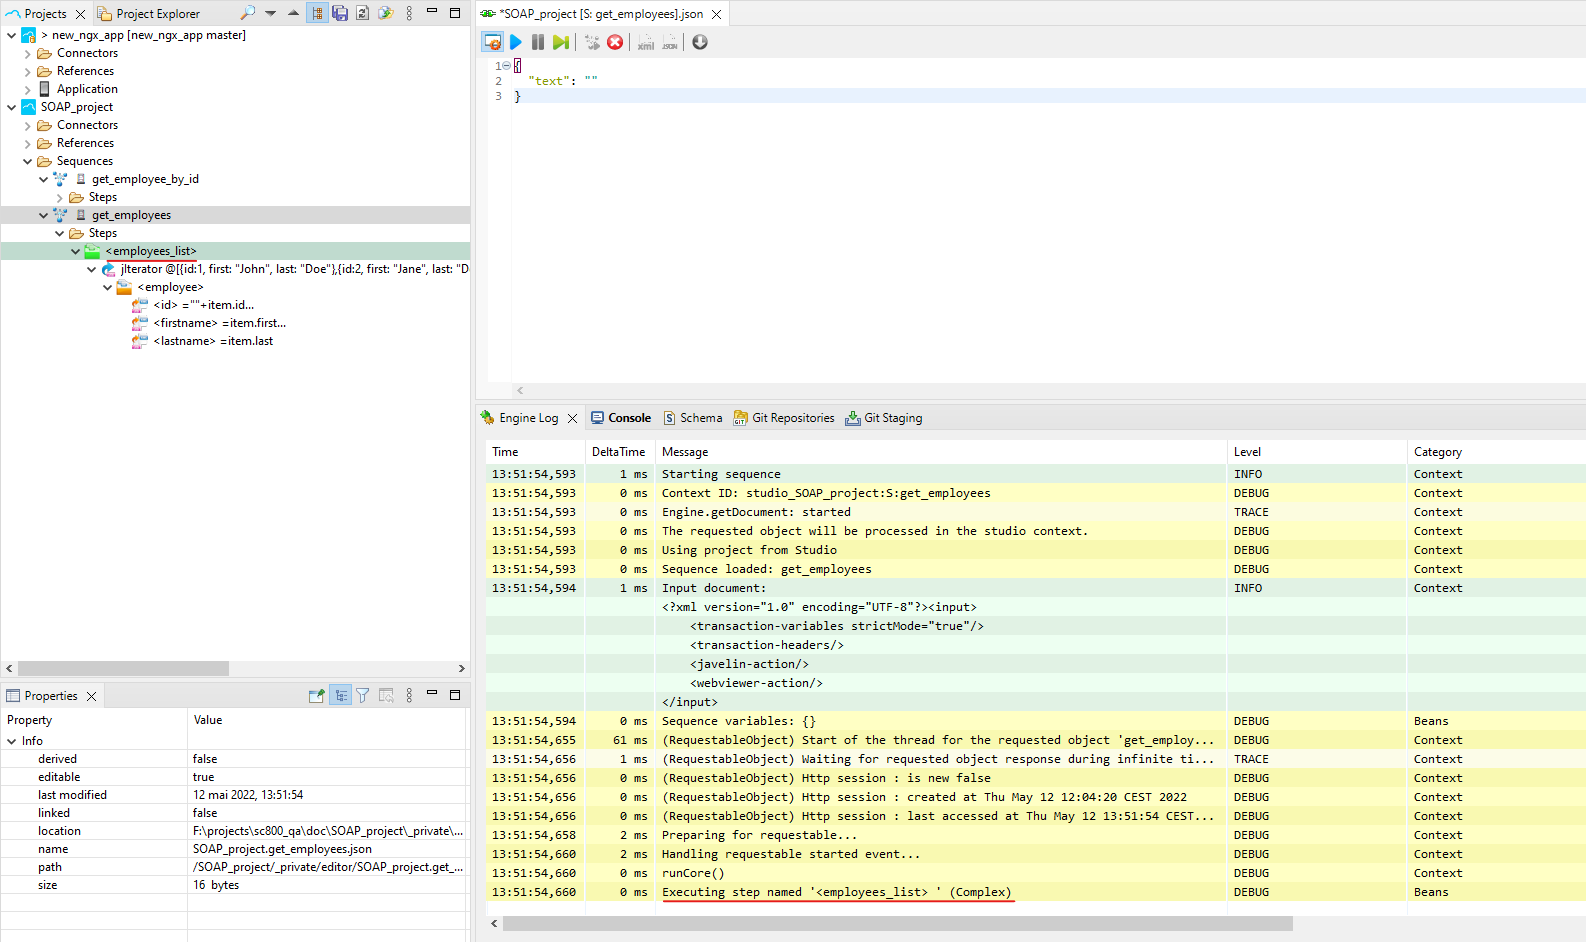 Projects
Project Explorer
> new_ngx_app [new_ngx_app master]
Connectors
References
Application
SOAP_project
Connectors
References
Sequences
get_employee_by_id
Steps
get_employees
Steps
<employees_list>
jIterator @[{id:1, first: "John", last: "Doe"},{id:2, first: "Jane", last: "D
<employee>
<id> =""+item.id...
<firstname> =item.first...
<lastname> =item.last
Properties
Property Value
Info
derived false
editable true
last modified 12 mai 2022, 13:51:54
linked false
location F:\projects\sc800_qa\doc\SOAP_project\_private\...
name SOAP_project.get_employees.json
path /SOAP_project/_private/editor/SOAP_project.get_...
size 16 bytes
*SOAP_project [S: get_employees].json
xml JSON
1 {
2 "text": ""
3 }
Engine Log Console Schema Git Repositories Git Staging
Time DeltaTime Message Level Category
13:51:54,593 1 ms Starting sequence INFO Context
13:51:54,593 0 ms Context ID: studio_SOAP_project:S:get_employees DEBUG Context
13:51:54,593 0 ms Engine.getDocument: started TRACE Context
13:51:54,593 0 ms The requested object will be processed in the studio context. DEBUG Context
13:51:54,593 0 ms Using project from Studio DEBUG Context
13:51:54,593 0 ms Sequence loaded: get_employees DEBUG Context
13:51:54,594 1 ms Input document: INFO Context
<?xml version="1.0" encoding="UTF-8"?><input>
<transaction-variables strictMode="true"/>
<transaction-headers/>
<javelin-action/>
<webviewer-action/>
</input>
13:51:54,594 0 ms Sequence variables: {} DEBUG Beans
13:51:54,655 61 ms (RequestableObject) Start of the thread for the requested object 'get_employ... DEBUG Context
13:51:54,656 1 ms (RequestableObject) Waiting for requested object response during infinite ti... TRACE Context
13:51:54,656 0 ms (RequestableObject) Http session : is new false DEBUG Context
13:51:54,656 0 ms (RequestableObject) Http session : created at Thu May 12 12:04:20 CEST 2022 DEBUG Context
13:51:54,656 0 ms (RequestableObject) Http session : last accessed at Thu May 12 13:51:54 CEST... DEBUG Context
13:51:54,658 2 ms Preparing for requestable... DEBUG Context
13:51:54,660 2 ms Handling requestable started event... DEBUG Context
13:51:54,660 0 ms runCore() DEBUG Context
13:51:54,660 0 ms Executing step named '<employees_list> ' (Complex) DEBUG Beans